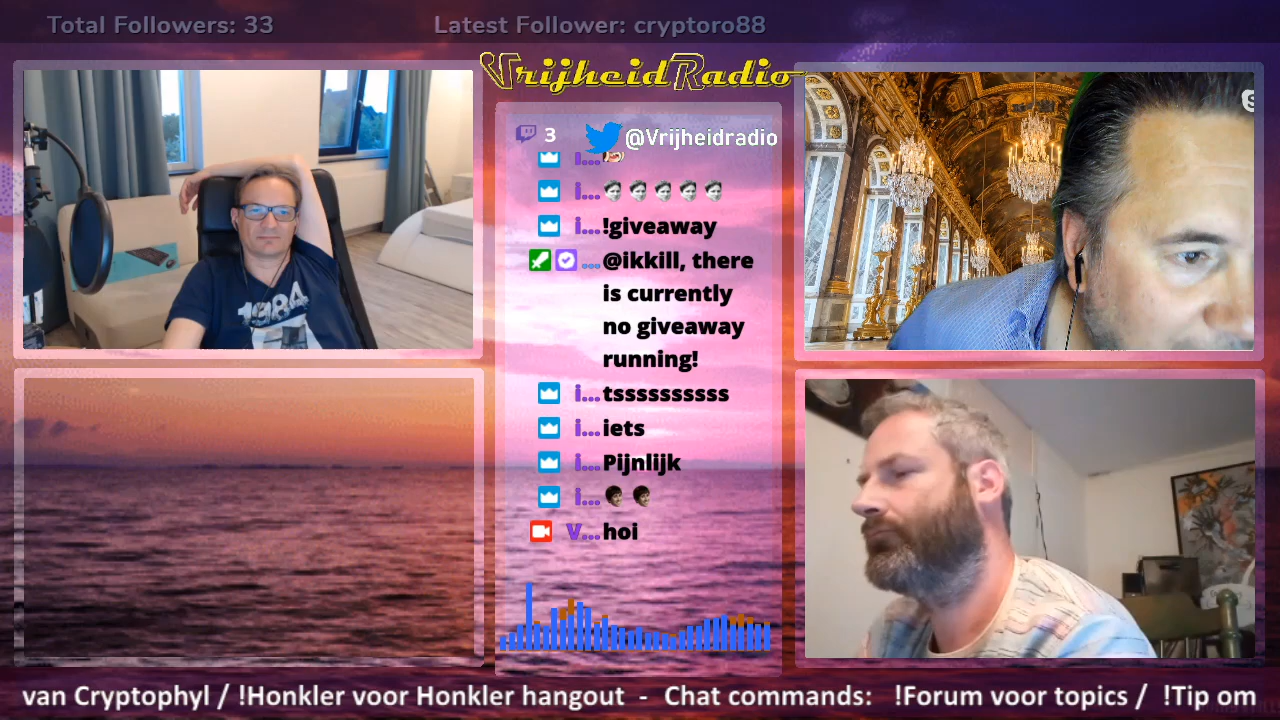 Total Followers: 33
Latest Follower: cryptoro88
VrijheidRadio
3 @Vrijheidradio
i...
i...
i... !giveaway
... @ikkill, there
is currently
no giveaway
running!
i... tssssssssss
i... iets
i... Pijnlijk
i...
V... hoi
1984
van Cryptophyl / !Honkler voor Honkler hangout - Chat commands: !Forum voor topics / !Tip om